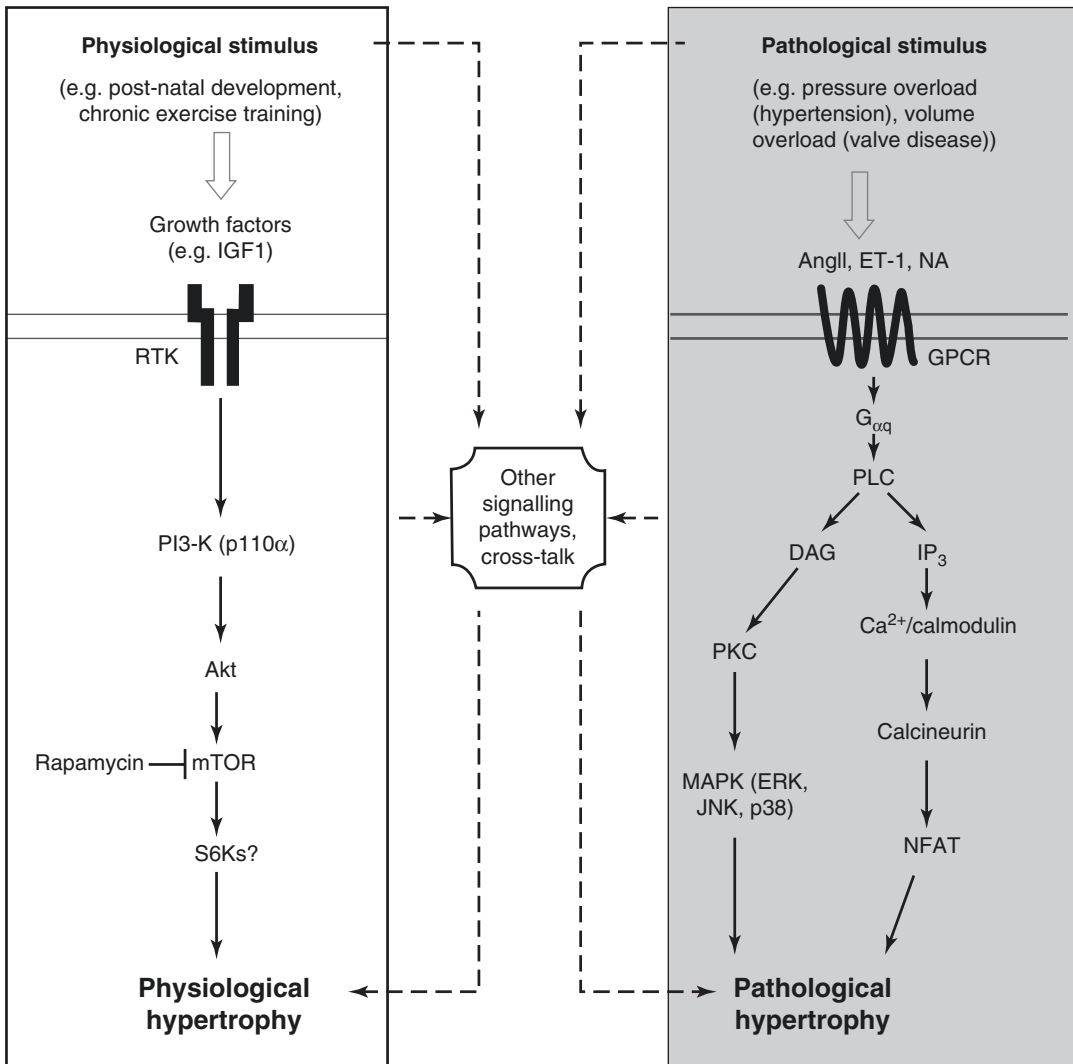 Physiological stimulus
(e.g. post-natal development,
chronic exercise training)
Growth factors
(e.g. IGF1)
RTK
PI3-K (p110α)
Akt
Rapamycin
mTOR
S6Ks?
Physiological
hypertrophy
Other
signalling
pathways,
cross-talk
Pathological stimulus
(e.g. pressure overload
(hypertension), volume
overload (valve disease))
AngII, ET-1, NA
GPCR
Gαq
PLC
DAG
IP3
PKC
Ca2+/calmodulin
Calcineurin
MAPK (ERK,
JNK, p38)
NFAT
Pathological
hypertrophy